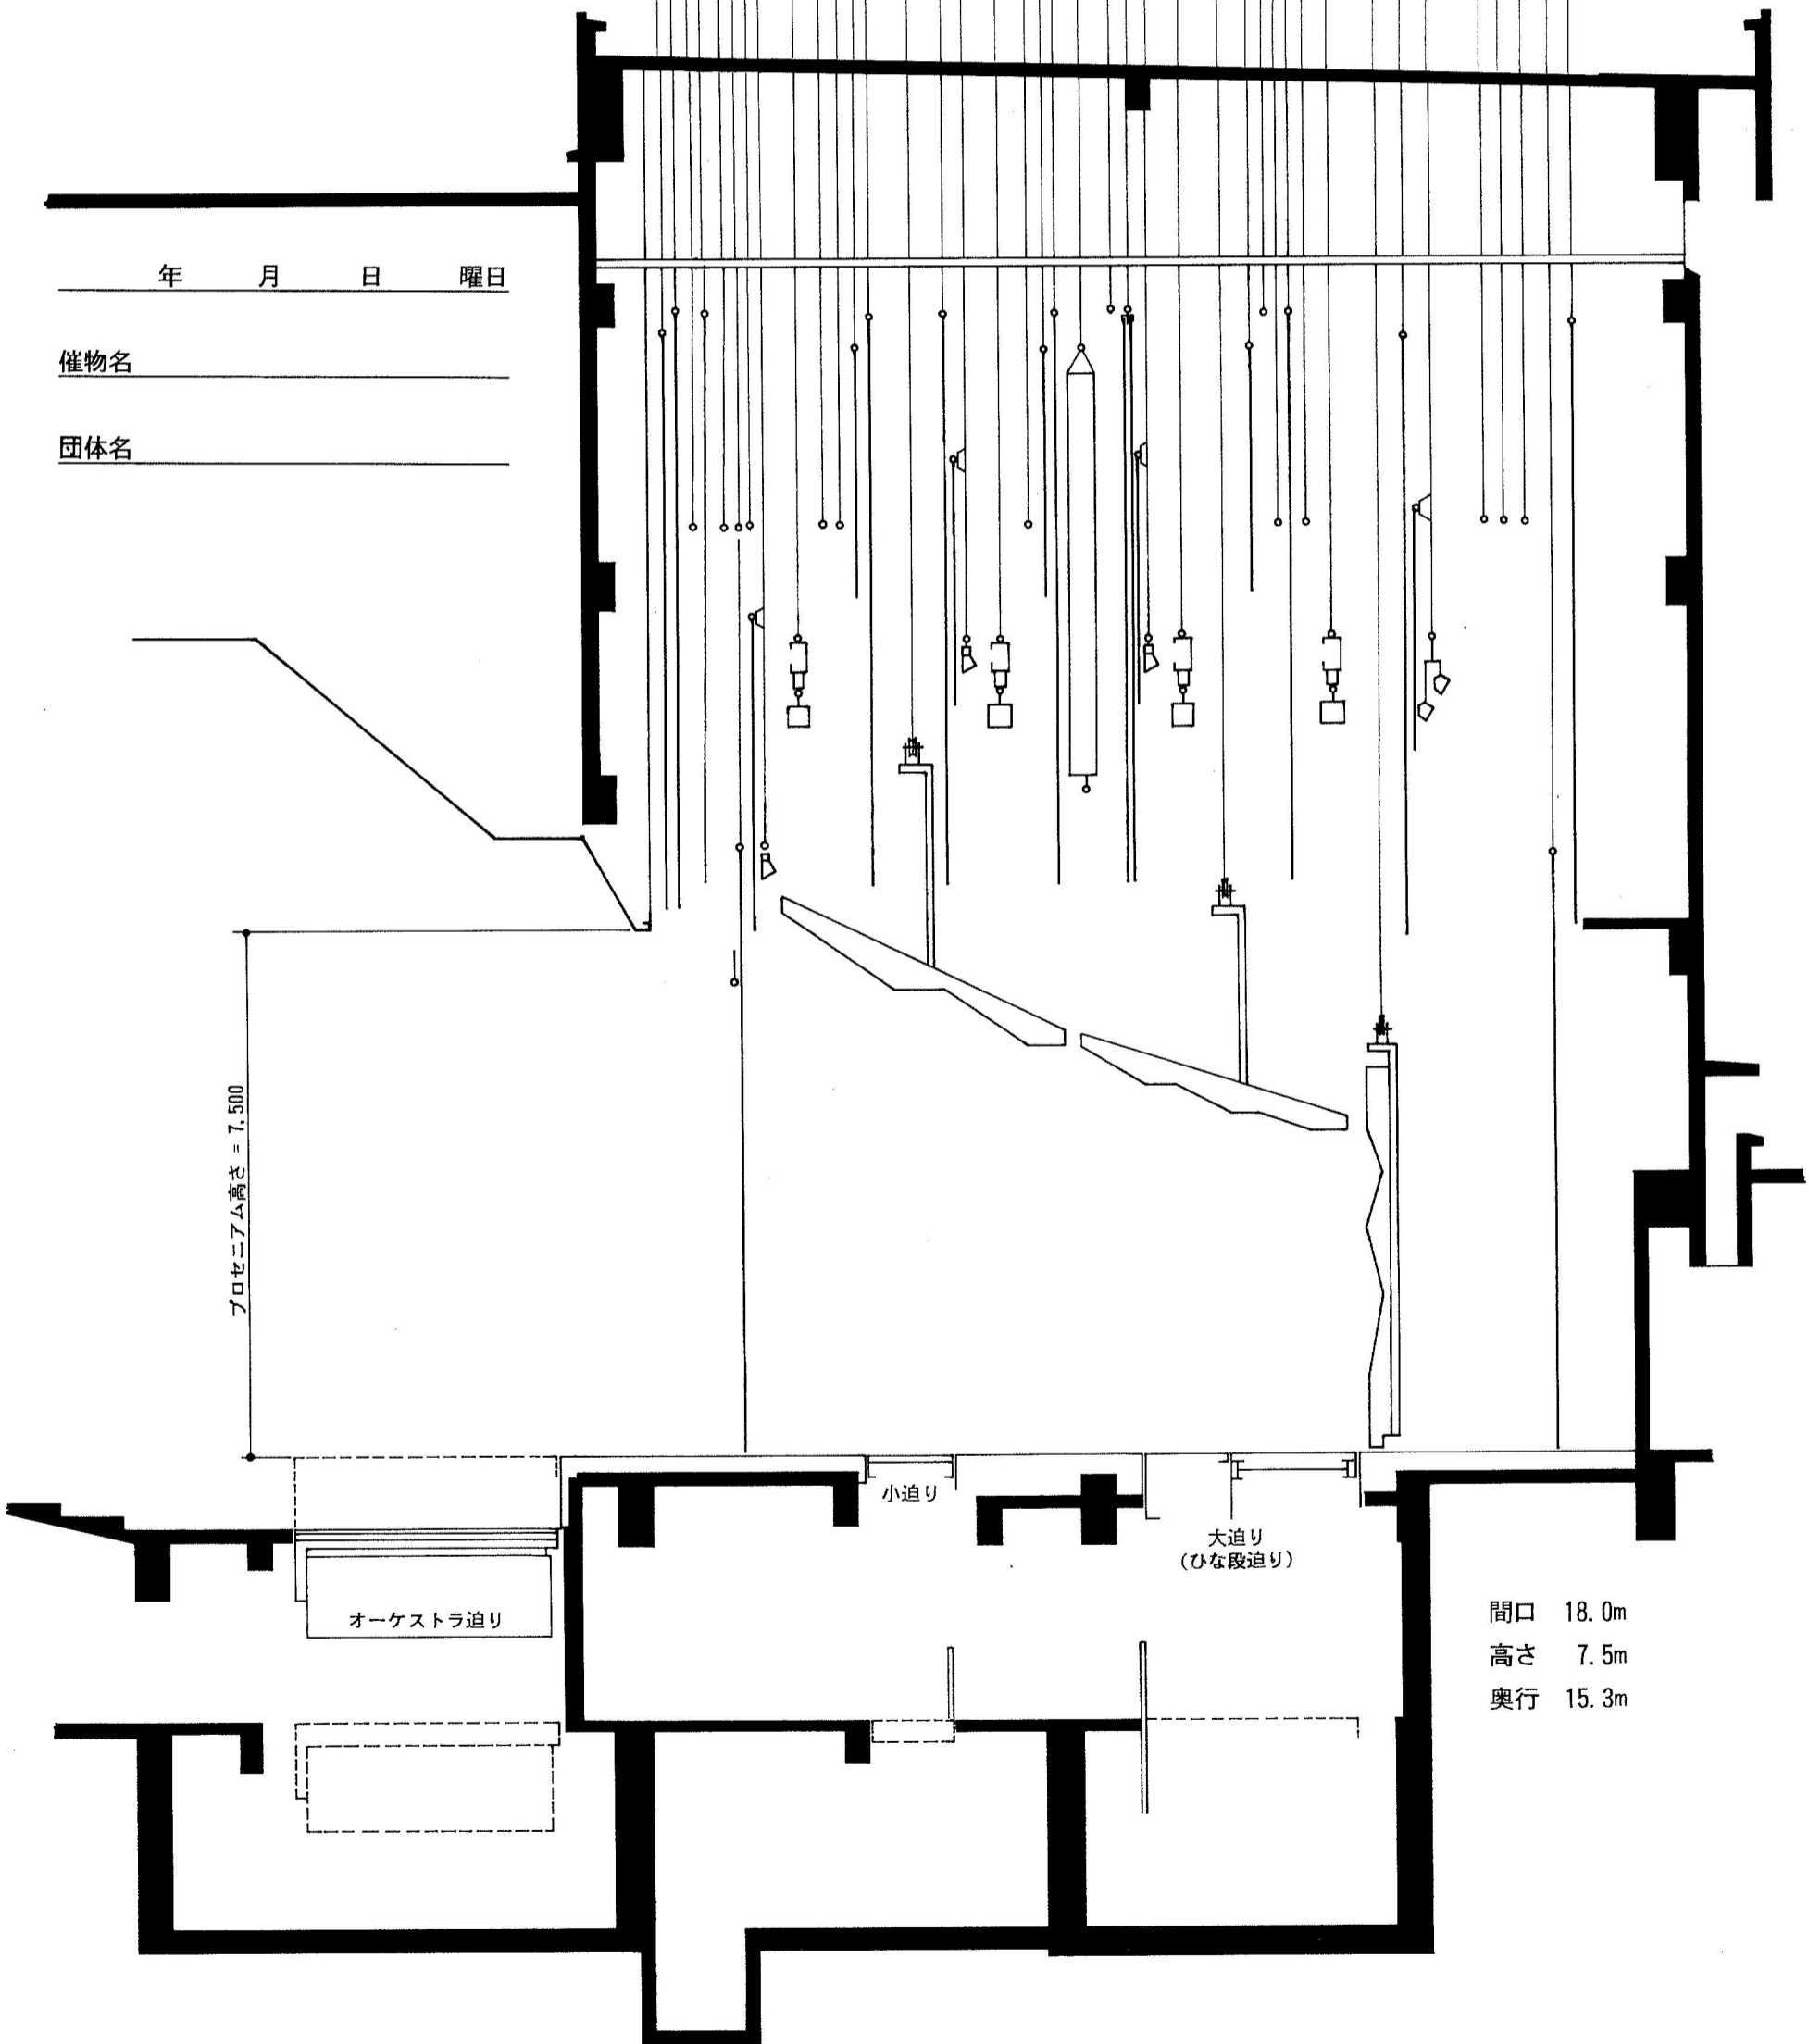 年 月 日 曜日
催物名
団体名
プロセニアム高さ = 7,500
小迫り
大迫り
(ひな段迫り)
オーケストラ迫り
間口 18.0m
高さ 7.5m
奥行 15.3m